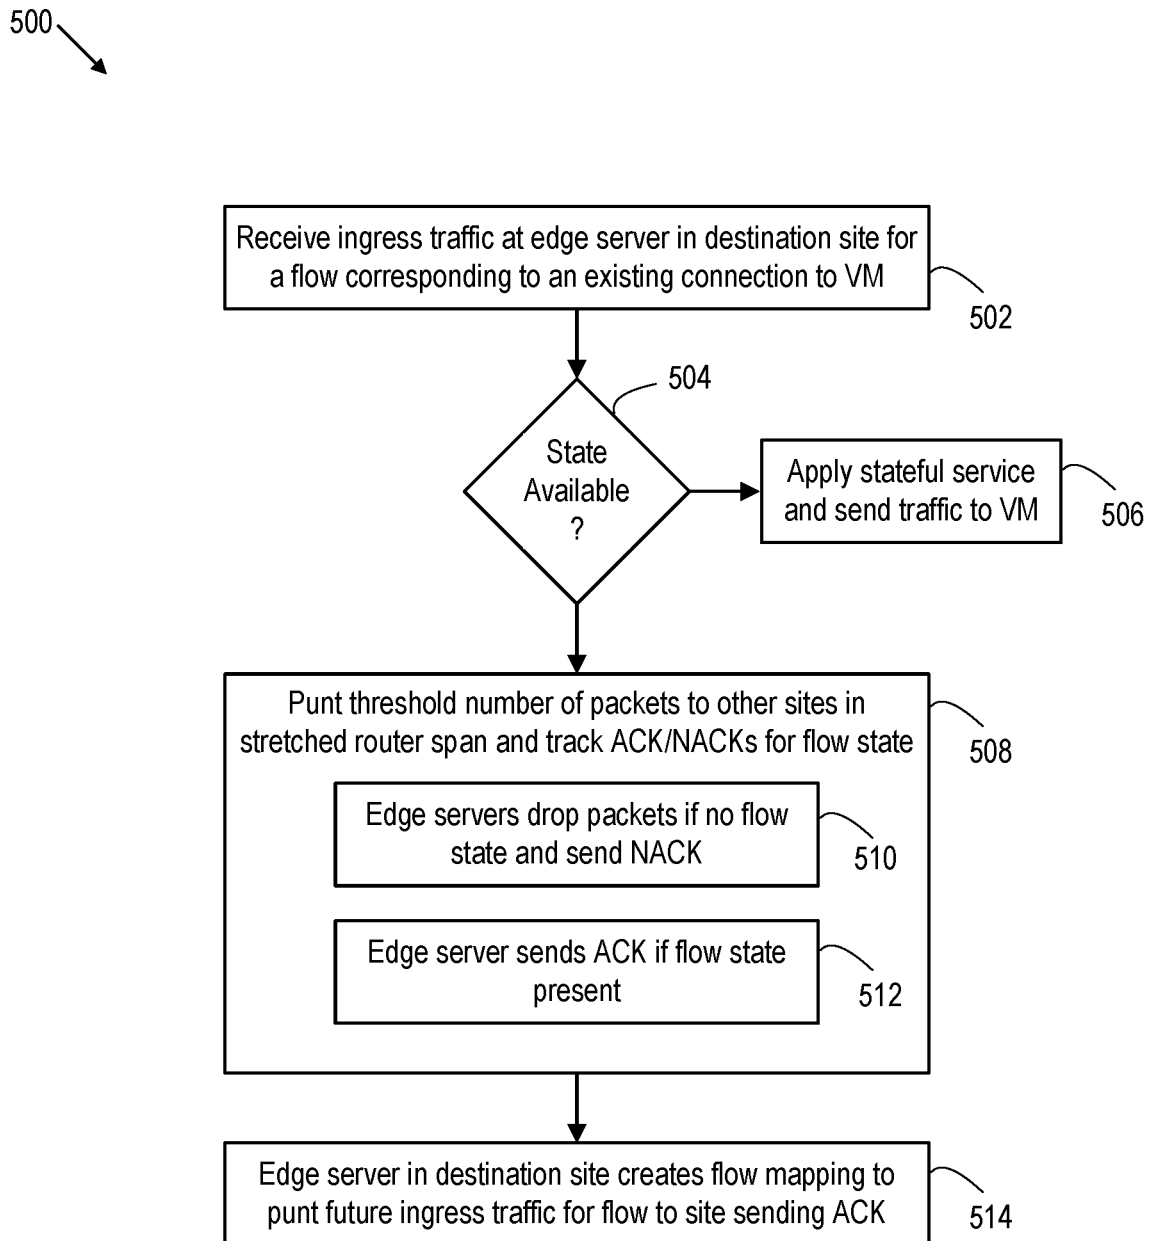 500
Receive ingress traffic at edge server in destination site for
a flow corresponding to an existing connection to VM
502
504
State
Available
?
Apply stateful service
and send traffic to VM
506
Punt threshold number of packets to other sites in
stretched router span and track ACK/NACKs for flow state
508
Edge servers drop packets if no flow
state and send NACK
510
Edge server sends ACK if flow state
present
512
Edge server in destination site creates flow mapping to
punt future ingress traffic for flow to site sending ACK
514